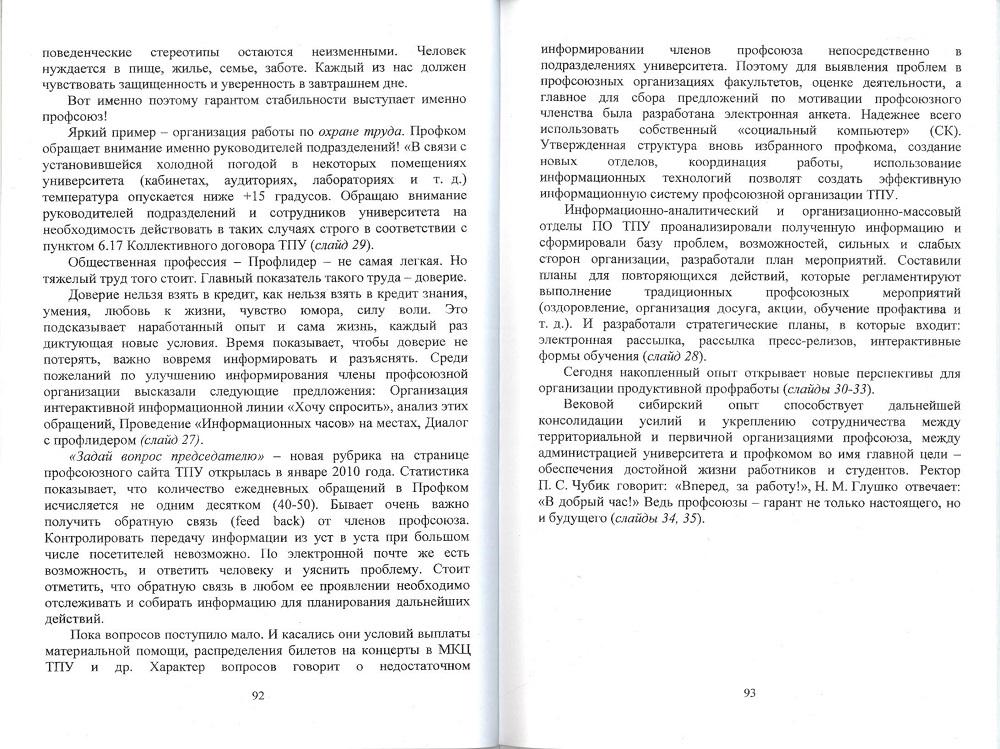 поведенческие стереотипы остаются неизменными. Человек
нуждается в пище, жилье, семье, заботе. Каждый из нас должен
чувствовать защищенность и уверенность в завтрашнем дне.
Вот именно поэтому гарантом стабильности выступает именно
профсоюз!
Яркий пример – организация работы по охране труда. Профком
обращает внимание именно руководителей подразделений! «В связи с
установившейся холодной погодой в некоторых помещениях
университета (кабинетах, аудиториях, лабораториях и т. д.)
температура опускается ниже +15 градусов. Обращаю внимание
руководителей подразделений и сотрудников университета на
необходимость действовать в таких случаях строго в соответствии с
пунктом 6.17 Коллективного договора ТПУ (слайд 29).
Общественная профессия – Профлидер – не самая легкая. Но
тяжелый труд того стоит. Главный показатель такого труда – доверие.
Доверие нельзя взять в кредит, как нельзя взять в кредит знания,
умения, любовь к жизни, чувство юмора, силу воли. Это
подсказывает наработанный опыт и сама жизнь, каждый раз
диктующая новые условия. Время показывает, чтобы доверие не
потерять, важно вовремя информировать и разъяснять. Среди
пожеланий по улучшению информирования члены профсоюзной
организации высказали следующие предложения: Организация
интерактивной информационной линии «Хочу спросить», анализ этих
обращений, Проведение «Информационных часов» на местах, Диалог
с профлидером (слайд 27).
«Задай вопрос председателю» – новая рубрика на странице
профсоюзного сайта ТПУ открылась в январе 2010 года. Статистика
показывает, что количество ежедневных обращений в Профком
исчисляется не одним десятком (40-50). Бывает очень важно
получить обратную связь (feed back) от членов профсоюза.
Контролировать передачу информации из уст в уста при большом
числе посетителей невозможно. По электронной почте же есть
возможность, и ответить человеку и уяснить проблему. Стоит
отметить, что обратную связь в любом ее проявлении необходимо
отслеживать и собирать информацию для планирования дальнейших
действий.
Пока вопросов поступило мало. И касались они условий выплаты
материальной помощи, распределения билетов на концерты в МКЦ
ТПУ и др. Характер вопросов говорит о недостаточном
92
информировании членов профсоюза непосредственно в
подразделениях университета. Поэтому для выявления проблем в
профсоюзных организациях факультетов, оценке деятельности, а
главное для сбора предложений по мотивации профсоюзного
членства была разработана электронная анкета. Надежнее всего
использовать собственный «социальный компьютер» (СК).
Утвержденная структура вновь избранного профкома, создание
новых отделов, координация работы, использование
информационных технологий позволят создать эффективную
информационную систему профсоюзной организации ТПУ.
Информационно-аналитический и организационно-массовый
отделы ПО ТПУ проанализировали полученную информацию и
сформировали базу проблем, возможностей, сильных и слабых
сторон организации, разработали план мероприятий. Составили
планы для повторяющихся действий, которые регламентируют
выполнение традиционных профсоюзных мероприятий
(оздоровление, организация досуга, акции, обучение профактива и
т. д.). И разработали стратегические планы, в которые входит:
электронная рассылка, рассылка пресс-релизов, интерактивные
формы обучения (слайд 28).
Сегодня накопленный опыт открывает новые перспективы для
организации продуктивной профработы (слайды 30-33).
Вековой сибирский опыт способствует дальнейшей
консолидации усилий и укреплению сотрудничества между
территориальной и первичной организациями профсоюза, между
администрацией университета и профкомом во имя главной цели –
обеспечения достойной жизни работников и студентов. Ректор
П. С. Чубик говорит: «Вперед, за работу!», Н. М. Глушко отвечает:
«В добрый час!» Ведь профсоюзы – гарант не только настоящего, но
и будущего (слайды 34, 35).
93